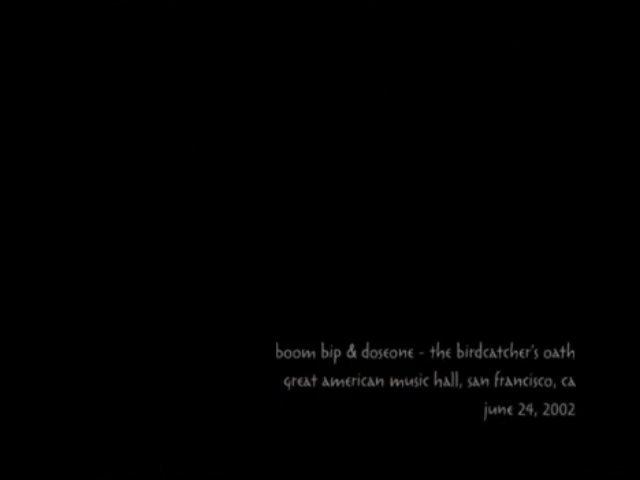 boom bip & doseone - the birdcatcher's oath
great american music hall, san francisco, ca
june 24, 2002